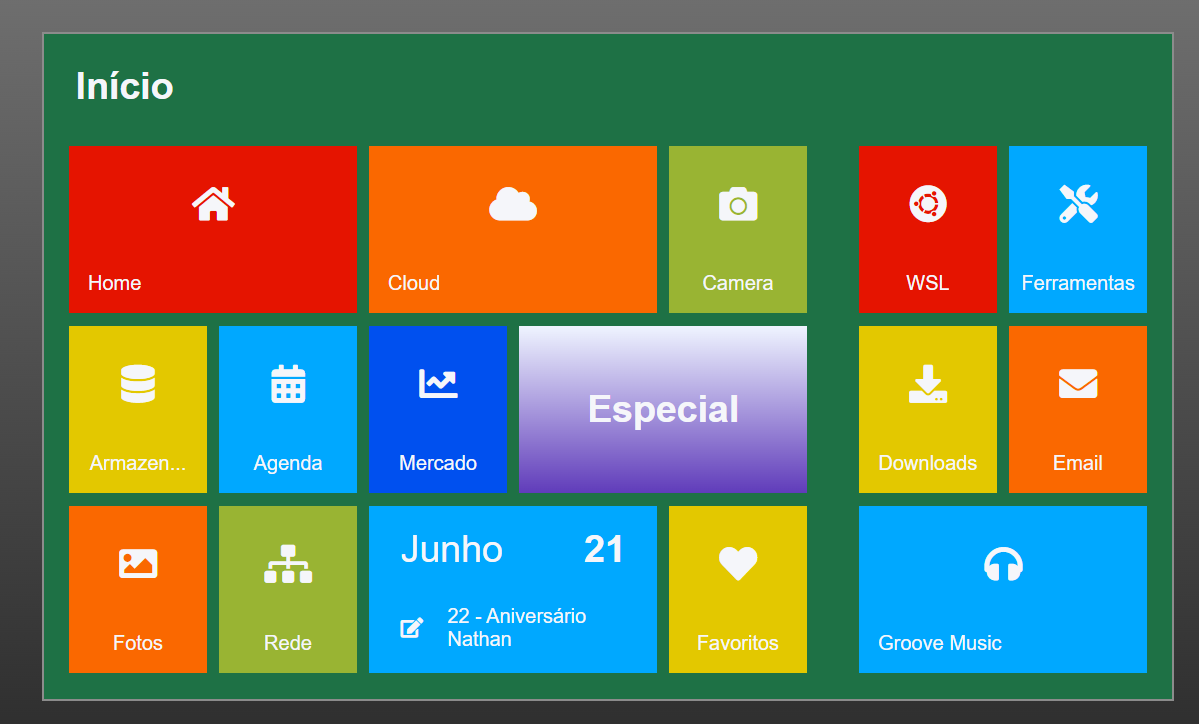 Início
Home
Cloud
Camera
WSL
Ferramentas
Armazen...
Agenda
Mercado
Especial
Downloads
Email
Fotos
Rede
Junho 21
22 - Aniversário
Nathan
Favoritos
Groove Music